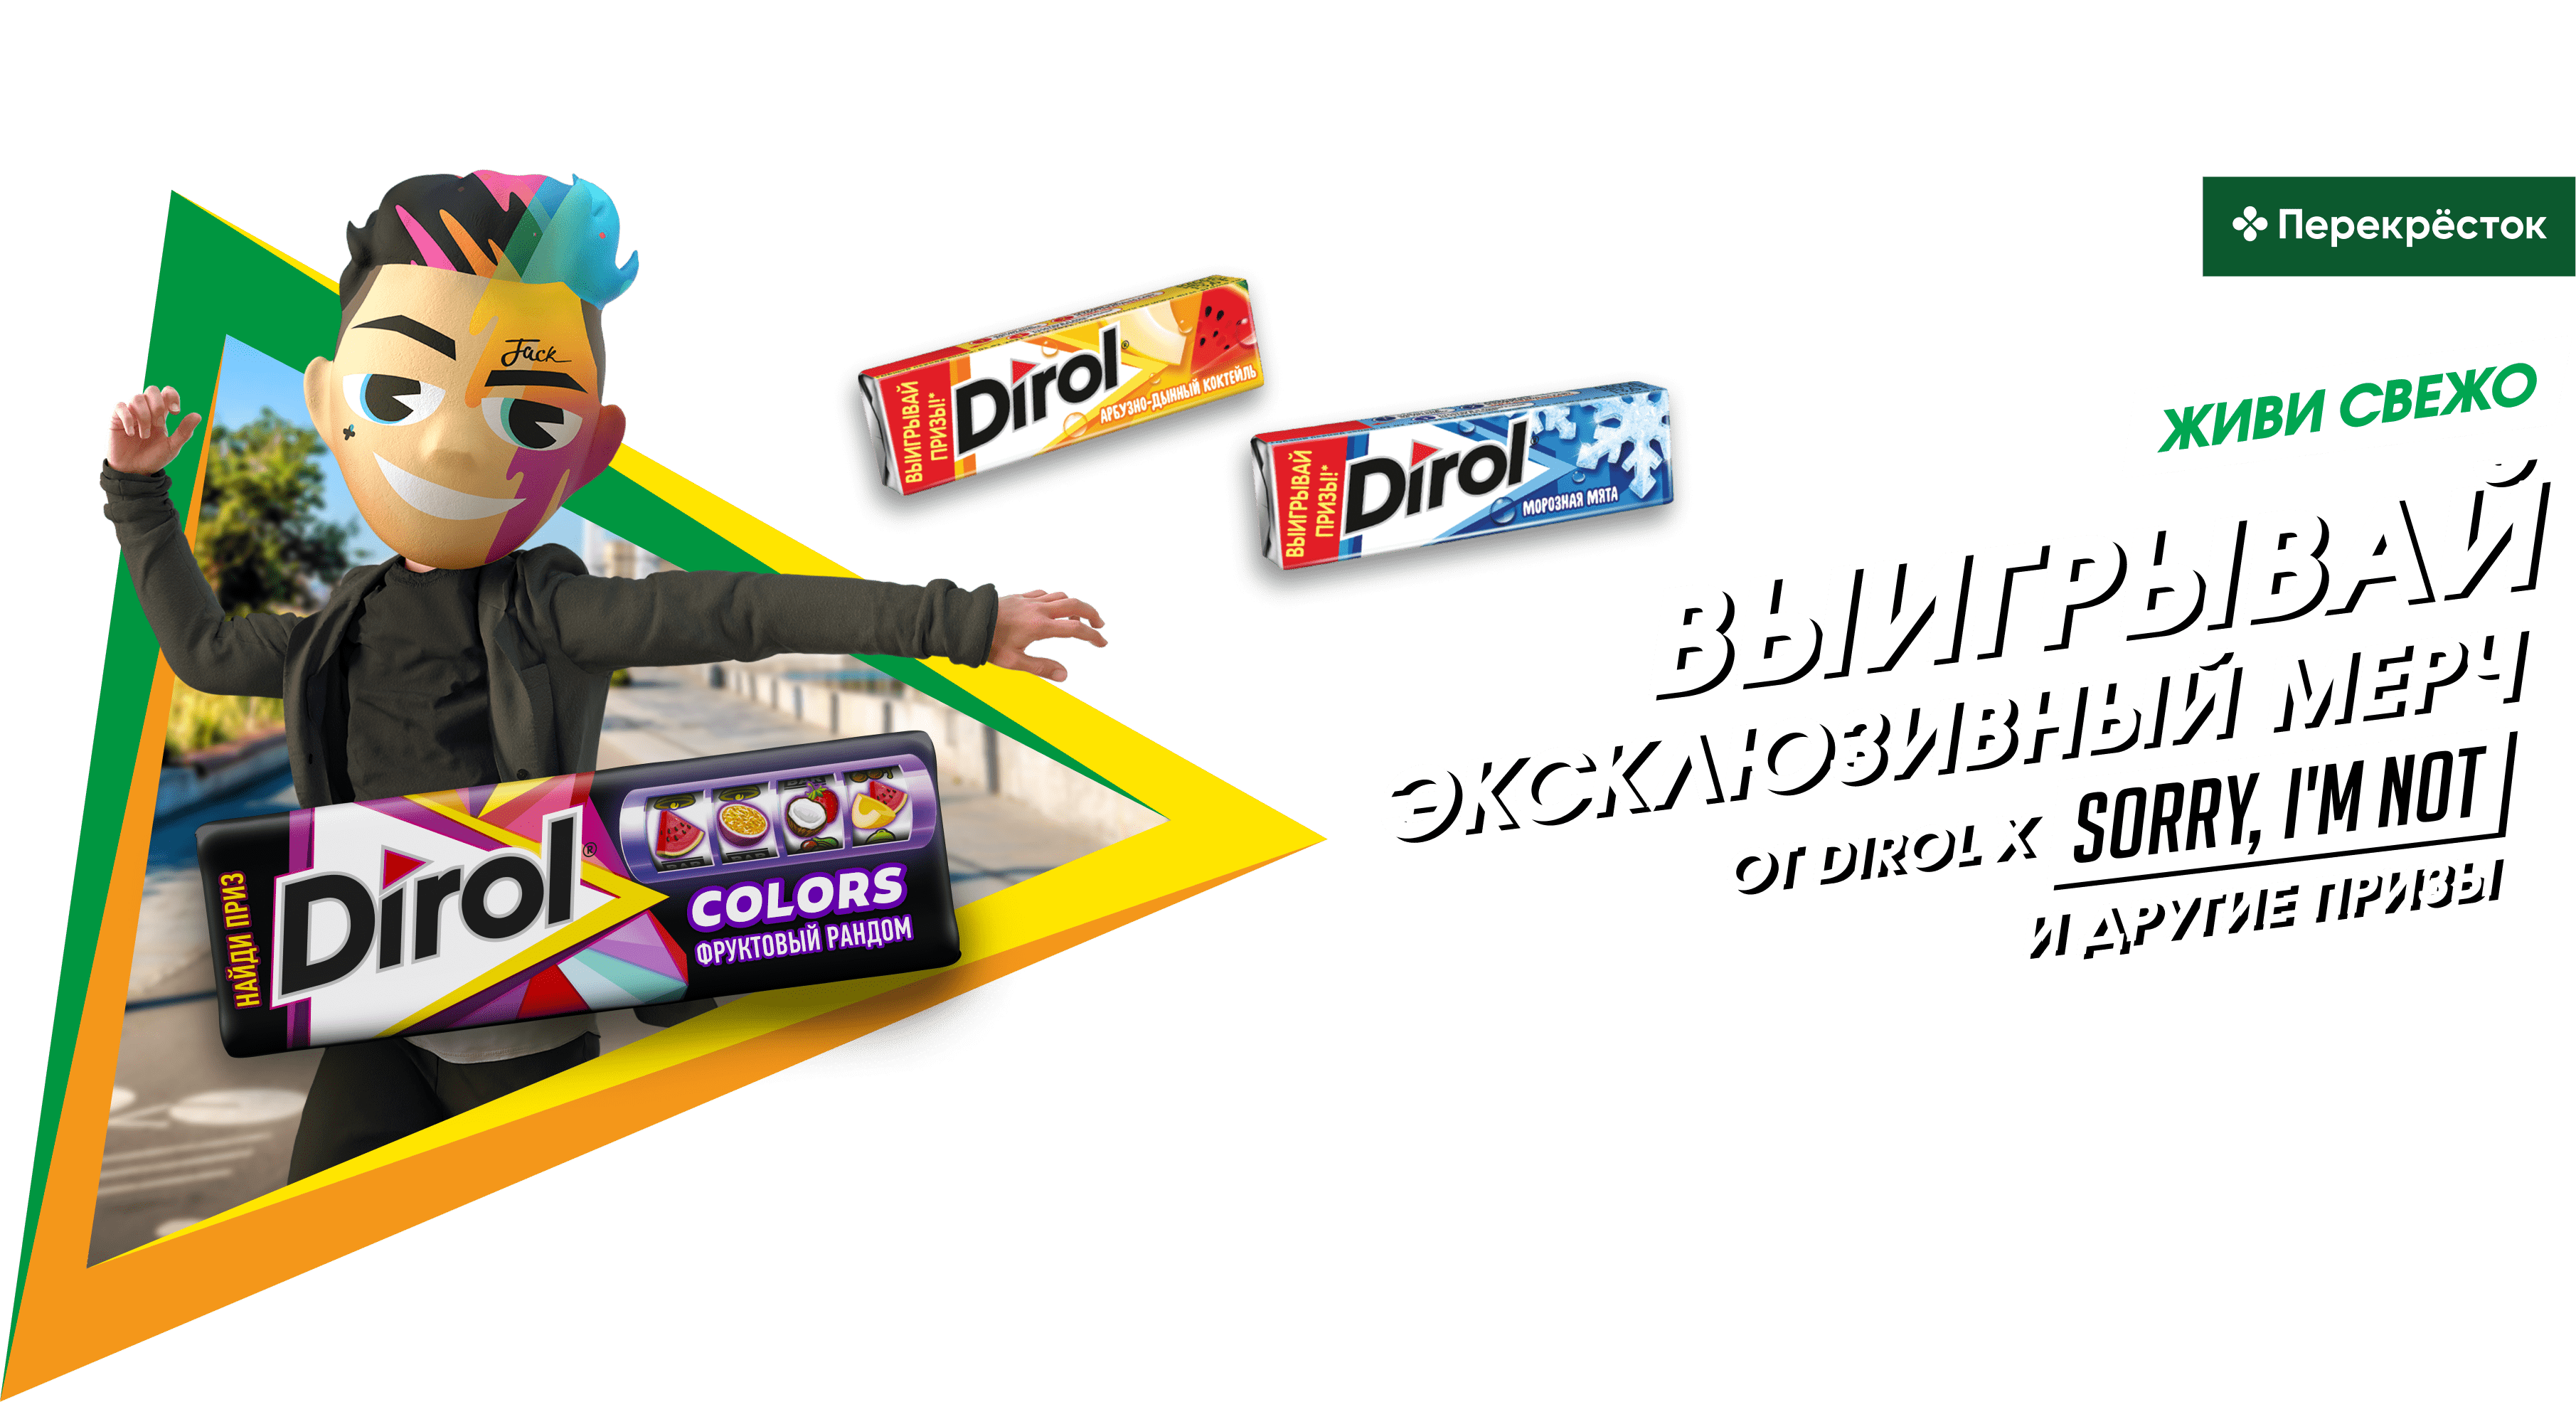 Перекрёсток
ЖИВИ СВЕЖО
ВЫИГРЫВАЙ
ЭКСКЛЮЗИВНЫЙ МЕРЧ
ОТ DIROL X SORRY, I'M NOT
И ДРУГИЕ ПРИЗЫ
Jack
ВЫИГРЫВАЙ
ПРИЗЫ!*
Dirol®
АРБУЗНО-ДЫННЫЙ КОКТЕЙЛЬ
ВЫИГРЫВАЙ
ПРИЗЫ!*
Dirol
МОРОЗНАЯ МЯТА
НАЙДИ ПРИЗ
Dirol®
COLORS
ФРУКТОВЫЙ РАНДОМ